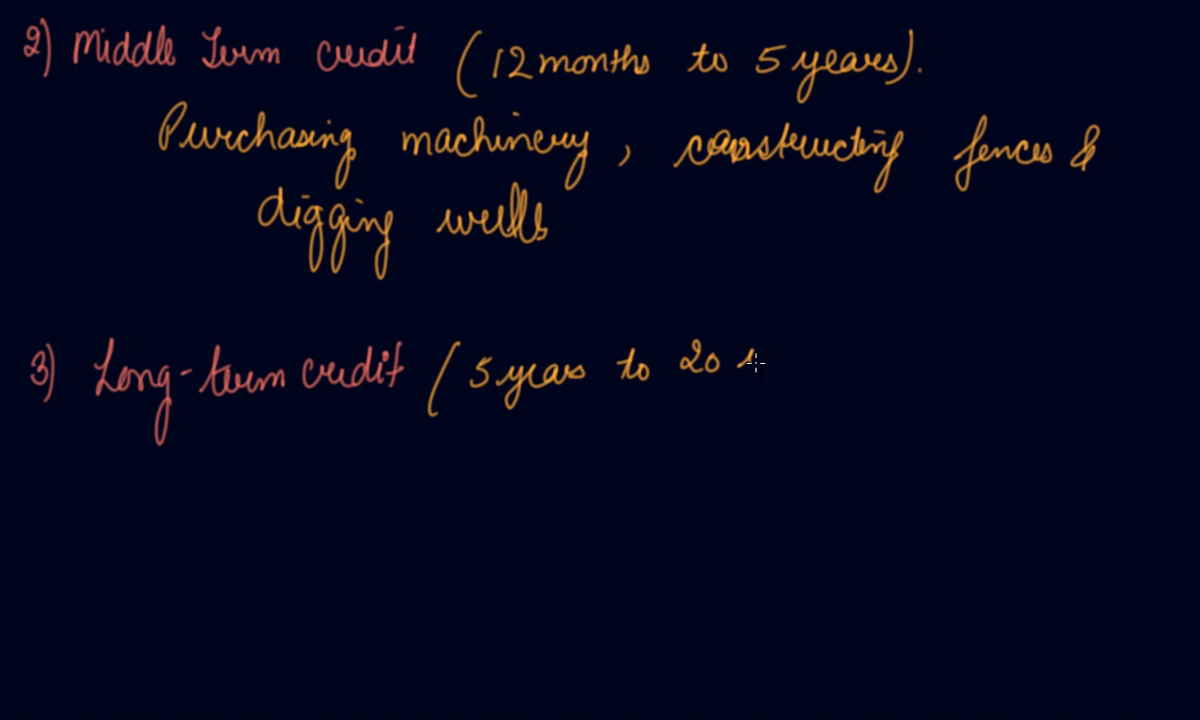 2) Middle Term credit (12 months to 5 years).
Purchasing machinery, constructing fences &
digging wells
3) Long-term credit (5 years to 20